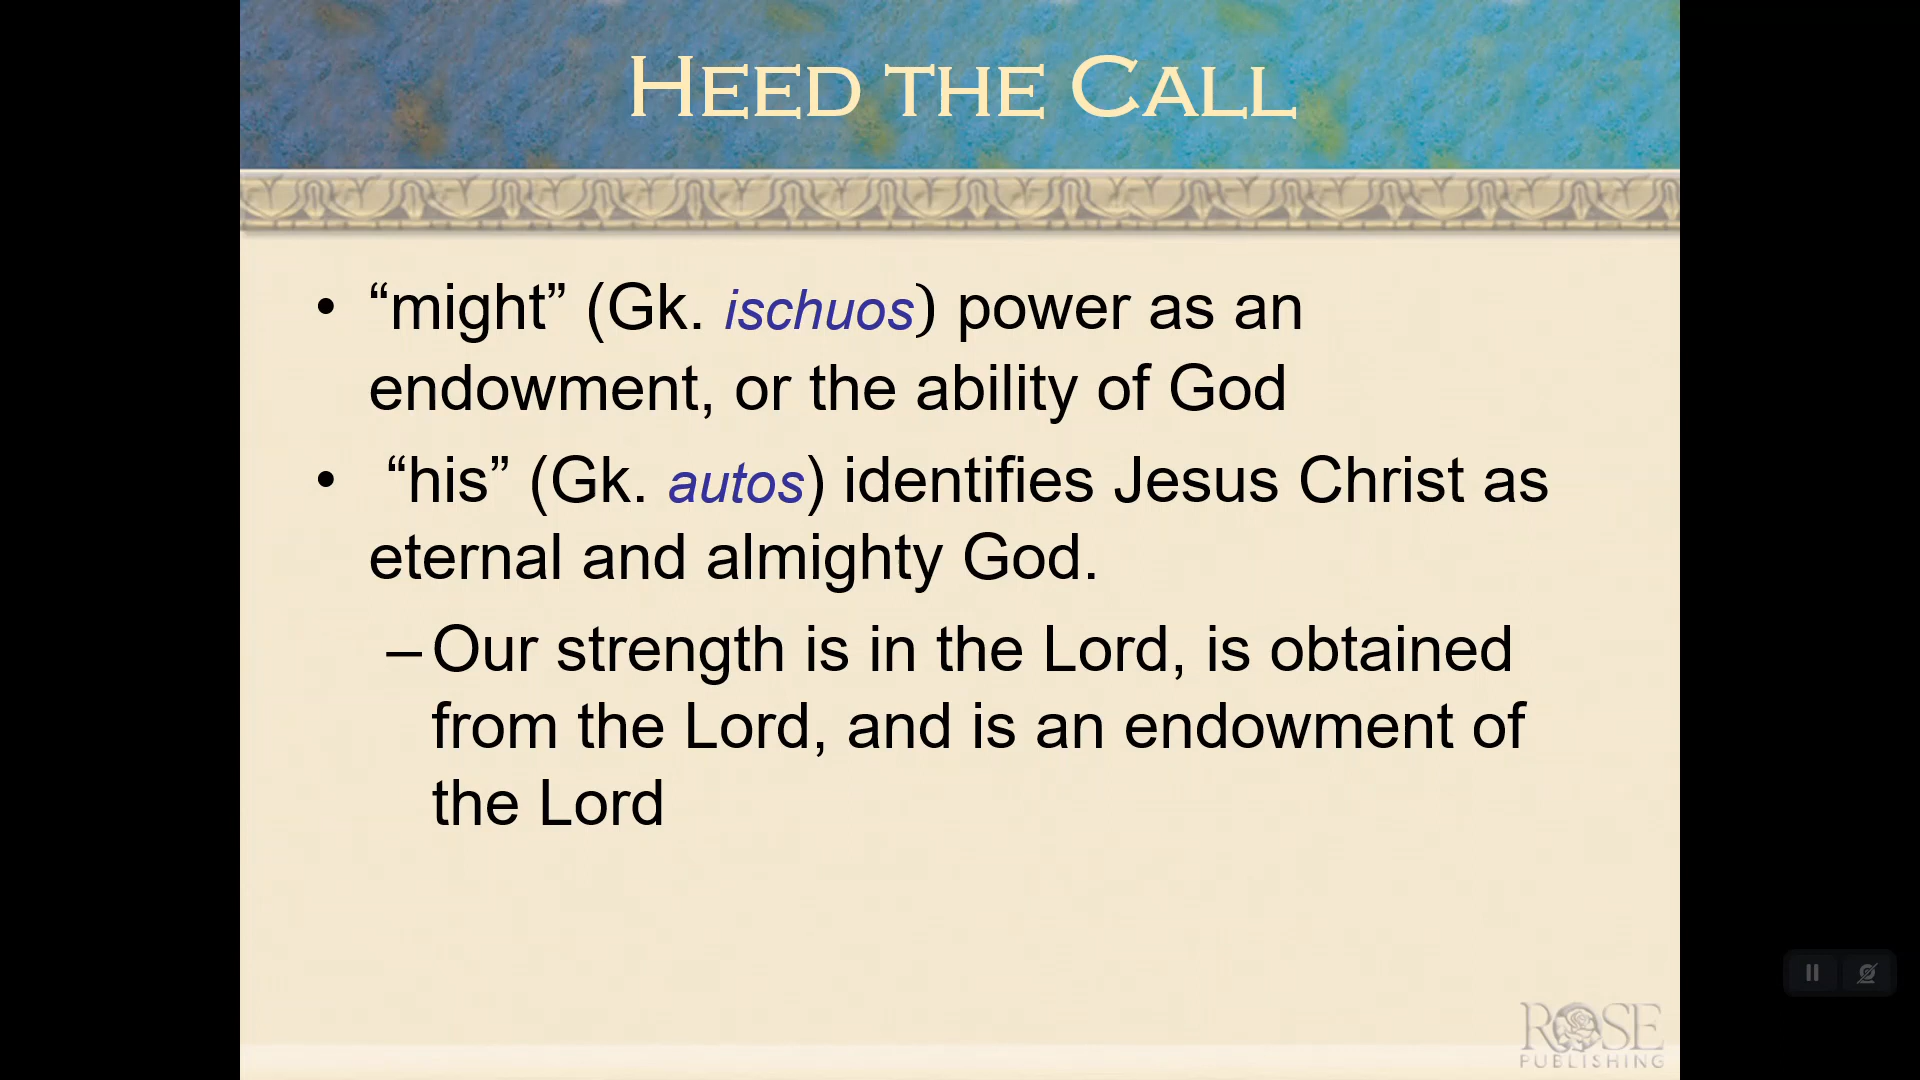 HEED THE CALL
• “might” (Gk. ischuos) power as an
endowment, or the ability of God
• “his” (Gk. autos) identifies Jesus Christ as
eternal and almighty God.
–Our strength is in the Lord, is obtained
from the Lord, and is an endowment of
the Lord
ROSE
PUBLISHING